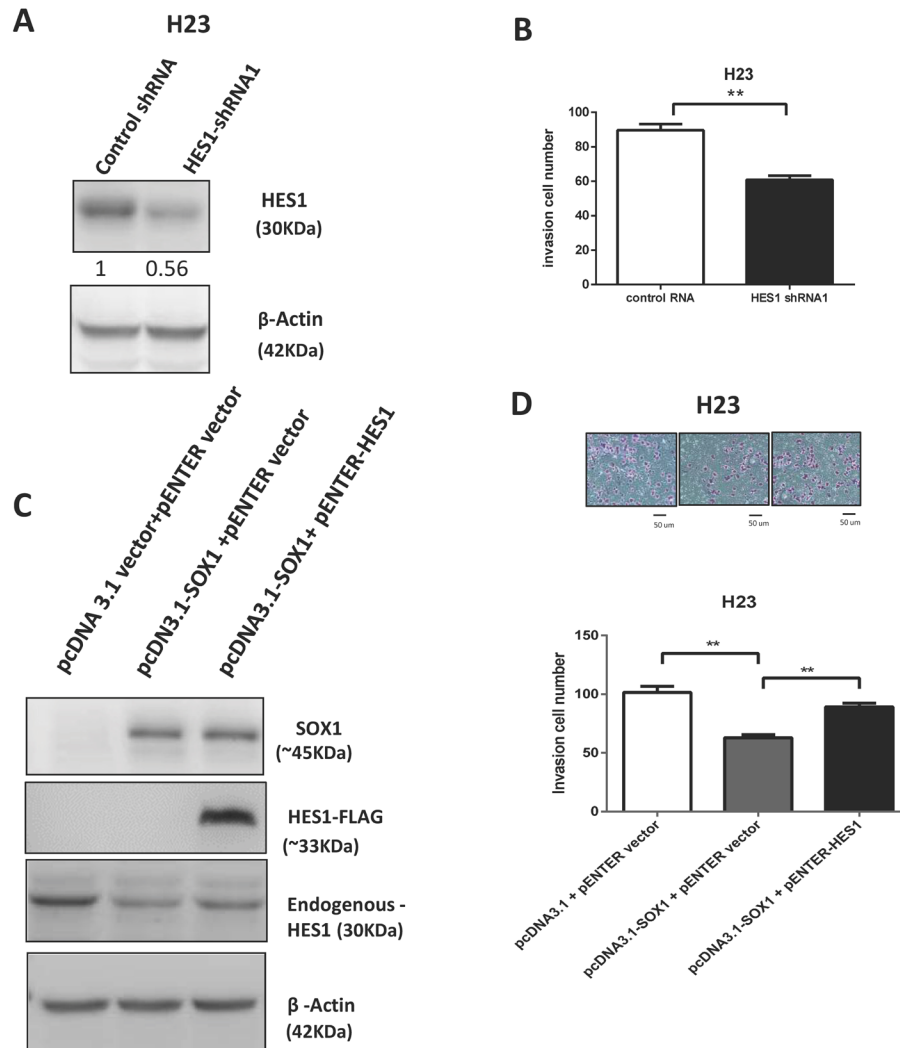 A
H23
Control shRNA
HES1-shRNA1
HES1
(30KDa)
1 0.56
β-Actin
(42KDa)
B
H23
**
100
80
60
40
20
0
invasion cell number
control RNA
HES1 shRNA1
C
pcDNA 3.1 vector+pENTER vector
pcDN3.1-SOX1 +pENTER vector
pcDNA3.1-SOX1+ pENTER-HES1
SOX1
(~45KDa)
HES1-FLAG
(~33KDa)
Endogenous -
HES1 (30KDa)
β -Actin
(42KDa)
D
H23
50 um
50 um
50 um
H23
**
**
150
100
50
0
Invasion cell number
pcDNA3.1 + pENTER vector
pcDNA3.1-SOX1 + pENTER vector
pcDNA3.1-SOX1 + pENTER-HES1